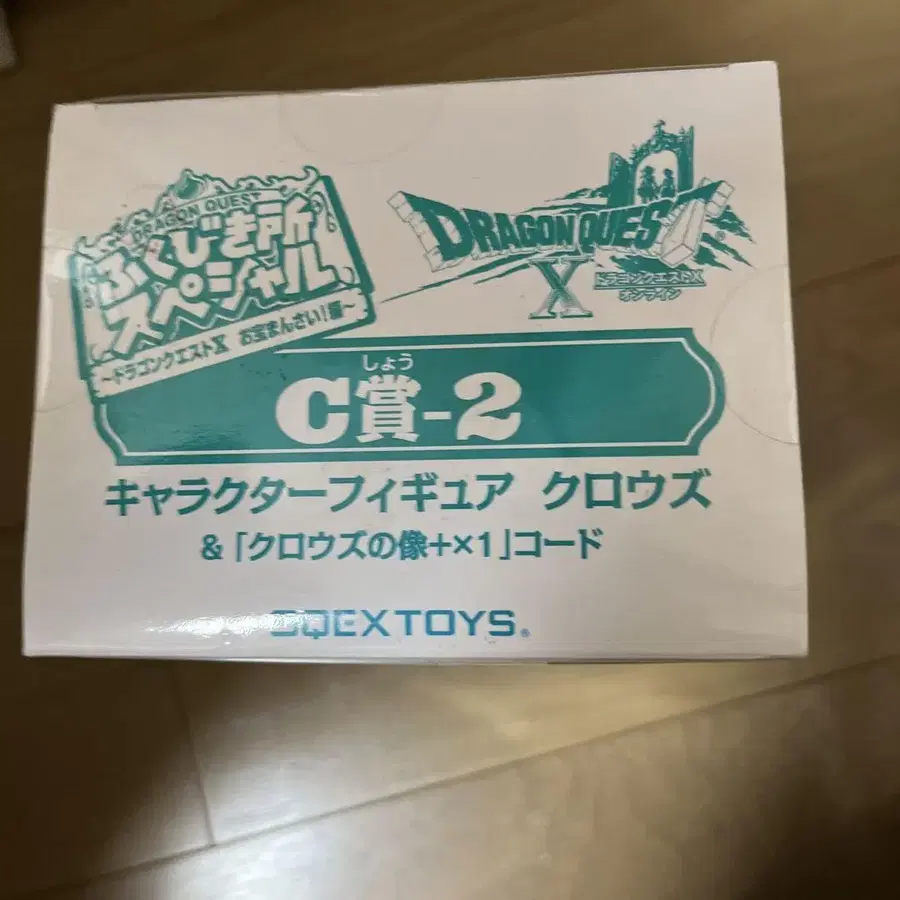 DRAGON QUEST
ふくびき所
スペシャル
～ドラゴンクエストX お宝まんさい!編～
DRAGON QUEST
X
ドラゴンクエストX
オンライン
しょう
C賞-2
キャラクターフィギュア クロウズ
&「クロウズの像+×1」コード
SQEX TOYS®